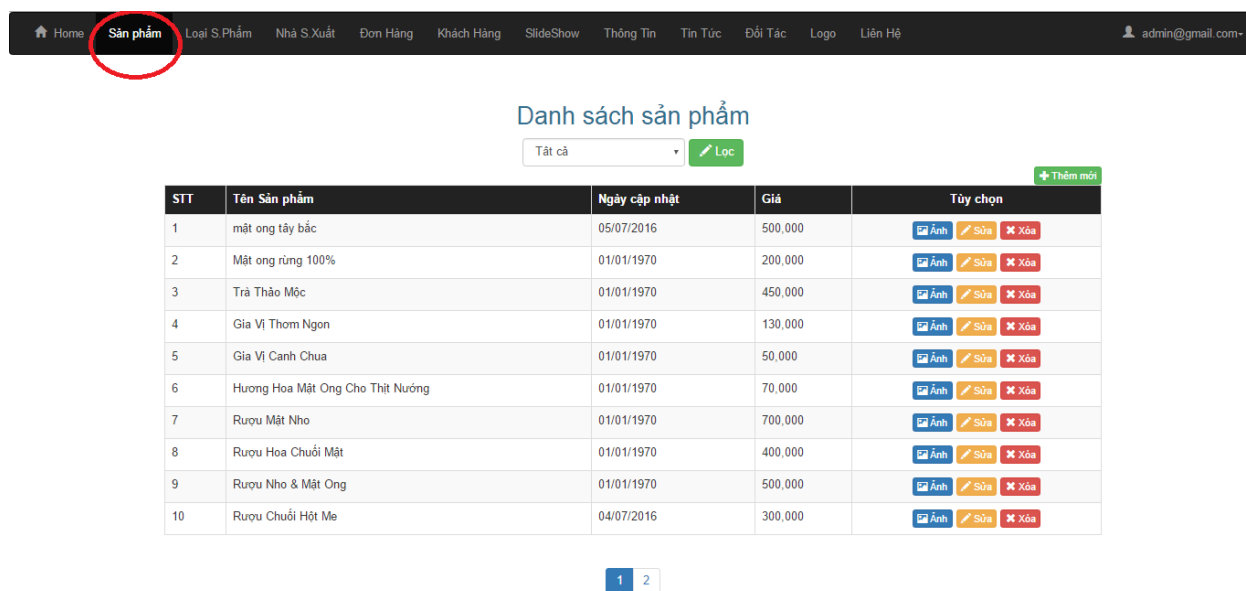 Home Sản phẩm Loại S.Phẩm Nhà S.Xuất Đơn Hàng Khách Hàng SlideShow Thông Tin Tin Tức Đối Tác Logo Liên Hệ admin@gmail.com
Danh sách sản phẩm
Tất cả Lọc
Thêm mới
STT Tên Sản phẩm Ngày cập nhật Giá Tùy chọn
1 mật ong tây bắc 05/07/2016 500,000 Ảnh Sửa Xóa
2 Mật ong rừng 100% 01/01/1970 200,000 Ảnh Sửa Xóa
3 Trà Thảo Mộc 01/01/1970 450,000 Ảnh Sửa Xóa
4 Gia Vị Thơm Ngon 01/01/1970 130,000 Ảnh Sửa Xóa
5 Gia Vị Canh Chua 01/01/1970 50,000 Ảnh Sửa Xóa
6 Hương Hoa Mật Ong Cho Thịt Nướng 01/01/1970 70,000 Ảnh Sửa Xóa
7 Rượu Mật Nho 01/01/1970 700,000 Ảnh Sửa Xóa
8 Rượu Hoa Chuối Mật 01/01/1970 400,000 Ảnh Sửa Xóa
9 Rượu Nho & Mật Ong 01/01/1970 500,000 Ảnh Sửa Xóa
10 Rượu Chuối Hột Me 04/07/2016 300,000 Ảnh Sửa Xóa
1 2